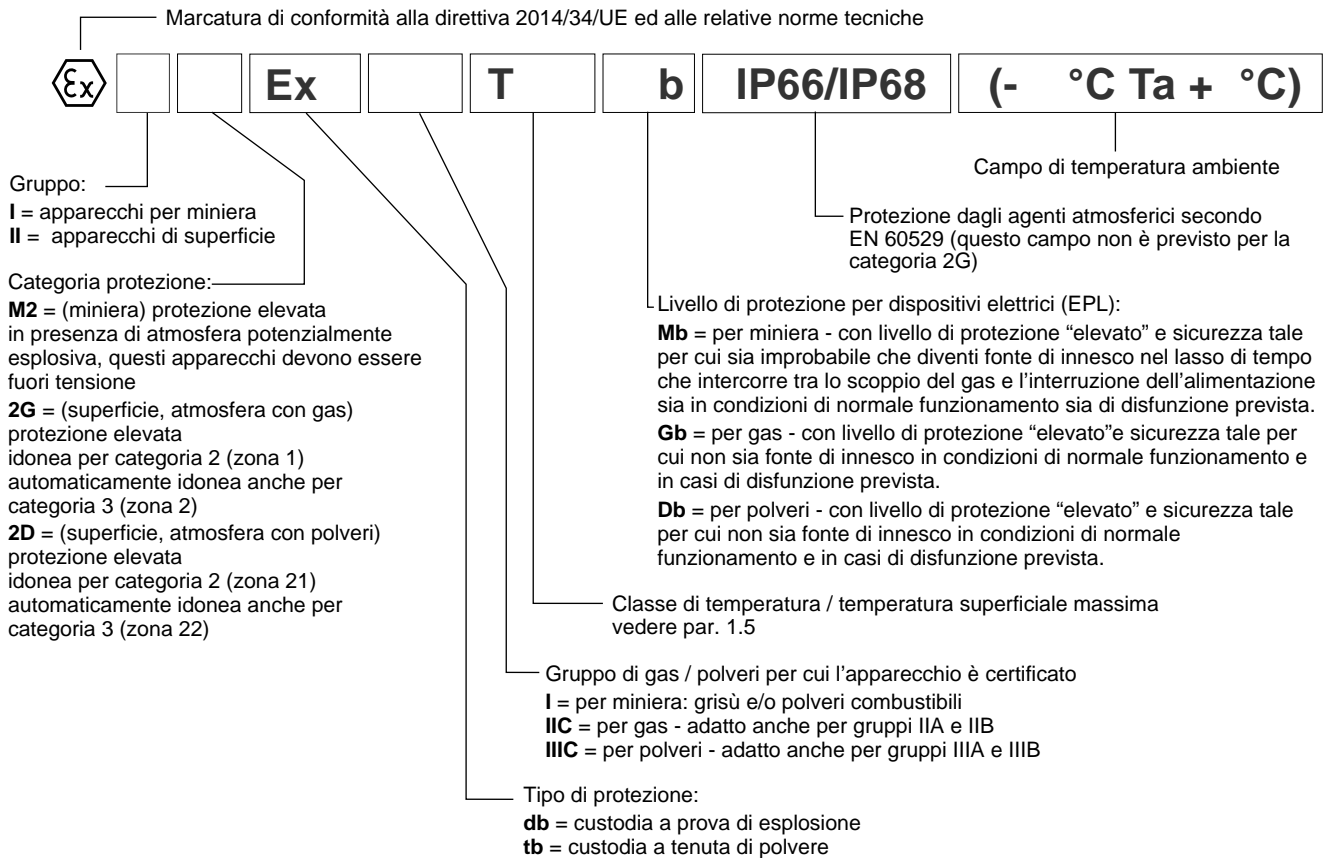 Marcatura di conformità alla direttiva 2014/34/UE ed alle relative norme tecniche
Ex Ex T b IP66/IP68 (- °C Ta + °C)
Gruppo:
I = apparecchi per miniera
II = apparecchi di superficie
Categoria protezione:
M2 = (miniera) protezione elevata
in presenza di atmosfera potenzialmente
esplosiva, questi apparecchi devono essere
fuori tensione
2G = (superficie, atmosfera con gas)
protezione elevata
idonea per categoria 2 (zona 1)
automaticamente idonea anche per
categoria 3 (zona 2)
2D = (superficie, atmosfera con polveri)
protezione elevata
idonea per categoria 2 (zona 21)
automaticamente idonea anche per
categoria 3 (zona 22)
Campo di temperatura ambiente
Protezione dagli agenti atmosferici secondo
EN 60529 (questo campo non è previsto per la
categoria 2G)
Livello di protezione per dispositivi elettrici (EPL):
Mb = per miniera - con livello di protezione “elevato” e sicurezza tale
per cui sia improbabile che diventi fonte di innesco nel lasso di tempo
che intercorre tra lo scoppio del gas e l’interruzione dell’alimentazione
sia in condizioni di normale funzionamento sia di disfunzione prevista.
Gb = per gas - con livello di protezione “elevato”e sicurezza tale per
cui non sia fonte di innesco in condizioni di normale funzionamento e
in casi di disfunzione prevista.
Db = per polveri - con livello di protezione “elevato” e sicurezza tale
per cui non sia fonte di innesco in condizioni di normale
funzionamento e in casi di disfunzione prevista.
Classe di temperatura / temperatura superficiale massima
vedere par. 1.5
Gruppo di gas / polveri per cui l’apparecchio è certificato
I = per miniera: grisù e/o polveri combustibili
IIC = per gas - adatto anche per gruppi IIA e IIB
IIIC = per polveri - adatto anche per gruppi IIIA e IIIB
Tipo di protezione:
db = custodia a prova di esplosione
tb = custodia a tenuta di polvere